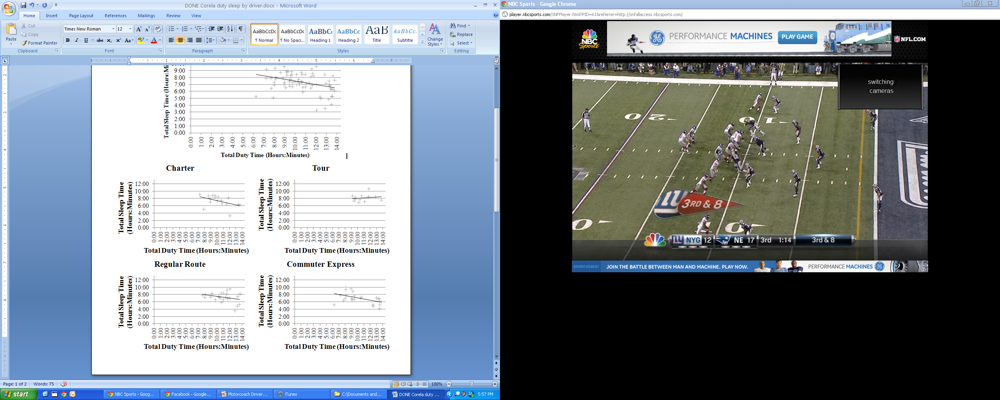 DONE Corela duty sleep by driver.docx - Microsoft Word
Home Insert Page Layout References Mailings Review View
Paste
Cut
Copy
Format Painter
Clipboard
Times New Roman 12
Font
Paragraph
AaBbCcDc AaBbCcDc AaBbC AaBbCc AaB AaBbCc.
¶ Normal ¶ No Spaci... Heading 1 Heading 2 Title Subtitle
Change Styles
Styles
Find
Replace
Select
Editing
Total Sleep Time (Hours:Mi
9:00
8:00
7:00
6:00
5:00
4:00
3:00
2:00
1:00
0:00
0:00 1:00 2:00 3:00 4:00 5:00 6:00 7:00 8:00 9:00 10:00 11:00 12:00 13:00 14:00
Total Duty Time (Hours:Minutes)
Charter
Total Sleep Time (Hours:Minutes)
12:00
10:00
8:00
6:00
4:00
2:00
0:00
0:00 1:00 2:00 3:00 4:00 5:00 6:00 7:00 8:00 9:00 10:00 11:00 12:00 13:00 14:00
Total Duty Time (Hours:Minutes)
Tour
Total Sleep Time (Hours:Minutes)
12:00
10:00
8:00
6:00
4:00
2:00
0:00
0:00 1:00 2:00 3:00 4:00 5:00 6:00 7:00 8:00 9:00 10:00 11:00 12:00 13:00 14:00
Total Duty Time (Hours:Minutes)
Regular Route
Total Sleep Time (Hours:Minutes)
12:00
10:00
8:00
6:00
4:00
2:00
0:00
0:00 1:00 2:00 3:00 4:00 5:00 6:00 7:00 8:00 9:00 10:00 11:00 12:00 13:00 14:00
Total Duty Time (Hours:Minutes)
Commuter Express
Total Sleep Time (Hours:Minutes)
12:00
10:00
8:00
6:00
4:00
2:00
0:00
0:00 1:00 2:00 3:00 4:00 5:00 6:00 7:00 8:00 9:00 10:00 11:00 12:00 13:00 14:00
Total Duty Time (Hours:Minutes)
Page: 1 of 2 Words: 75 100%
start
NBC Sports - Goog...
Facebook - Google...
Motorcoach Driver...
iTunes
C:\Documents and...
DONE Corela duty ...
5:57 PM
NBC Sports - Google Chrome
player.nbcsports.com/SNFPlayer.html?PID=61&referrer=http://snfallaccess.nbcsports.com/
NBC
Sports
GE PERFORMANCE MACHINES PLAY GAME
NFL NFL.COM
switching
cameras
20
10
ny 3RD & 8
ny NYG 12 NE 17 3rd 1:14 3rd & 8
ADVERTISEMENT JOIN THE BATTLE BETWEEN MAN AND MACHINE. PLAY NOW. PERFORMANCE MACHINES GE